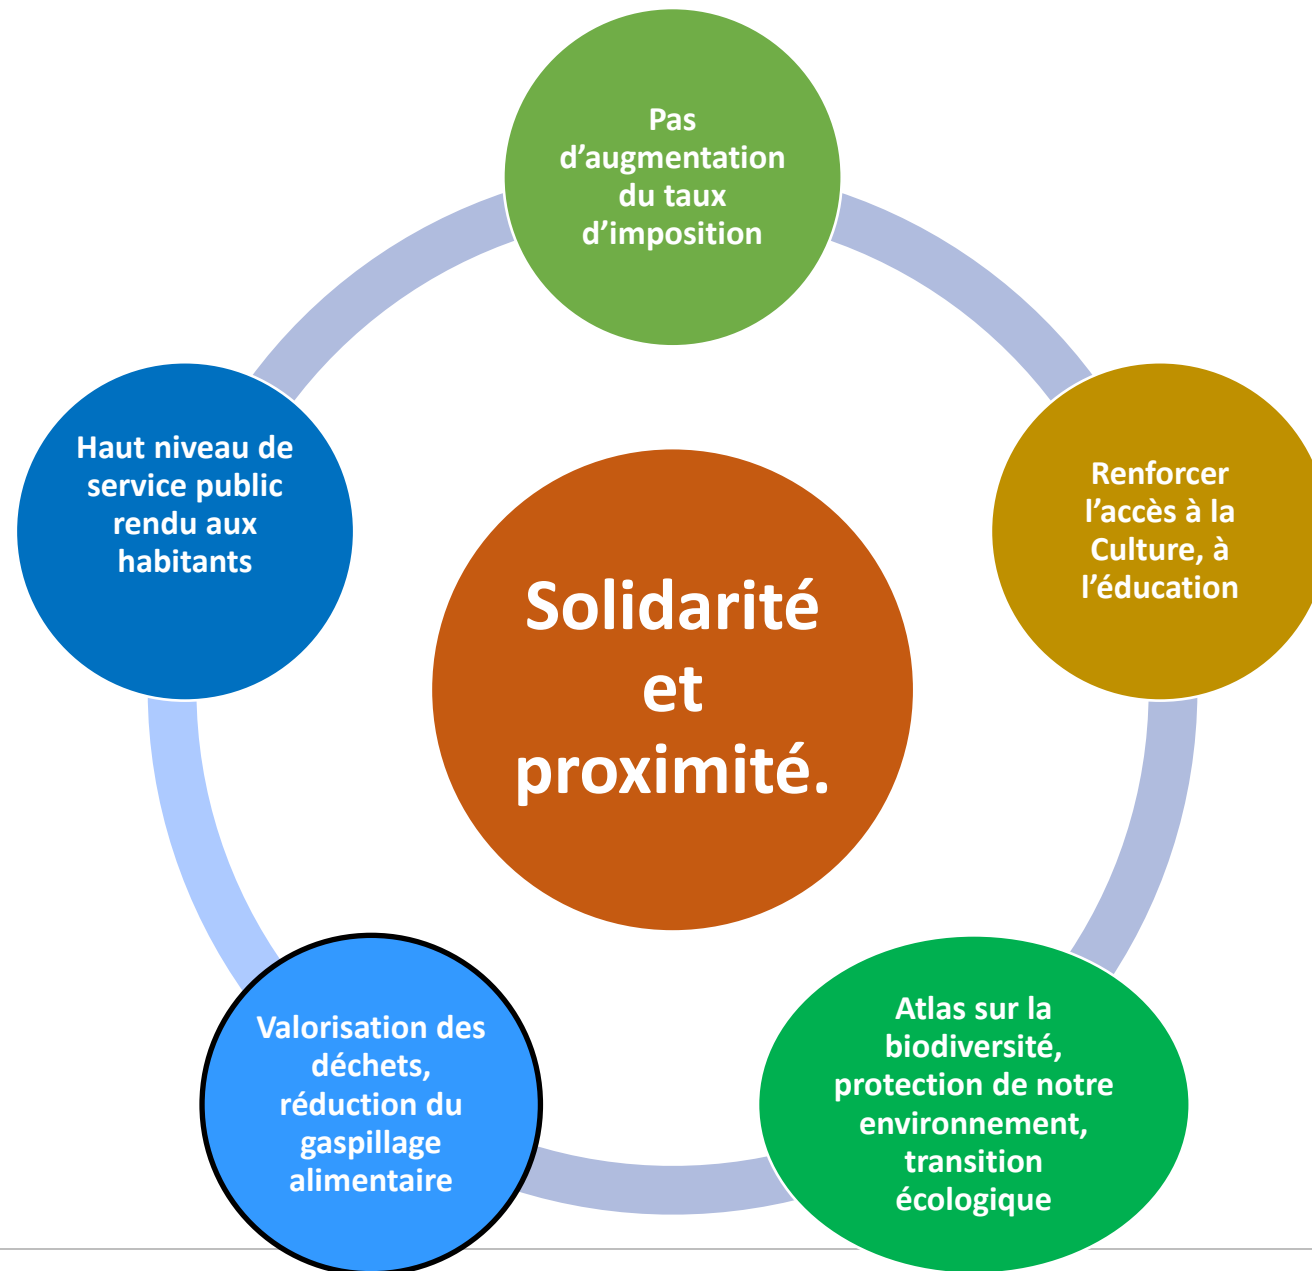 Pas
d’augmentation
du taux
d’imposition
Renforcer
l’accès à la
Culture, à
l’éducation
Atlas sur la
biodiversité,
protection de notre
environnement,
transition
écologique
Valorisation des
déchets,
réduction du
gaspillage
alimentaire
Haut niveau de
service public
rendu aux
habitants
Solidarité
et
proximité.